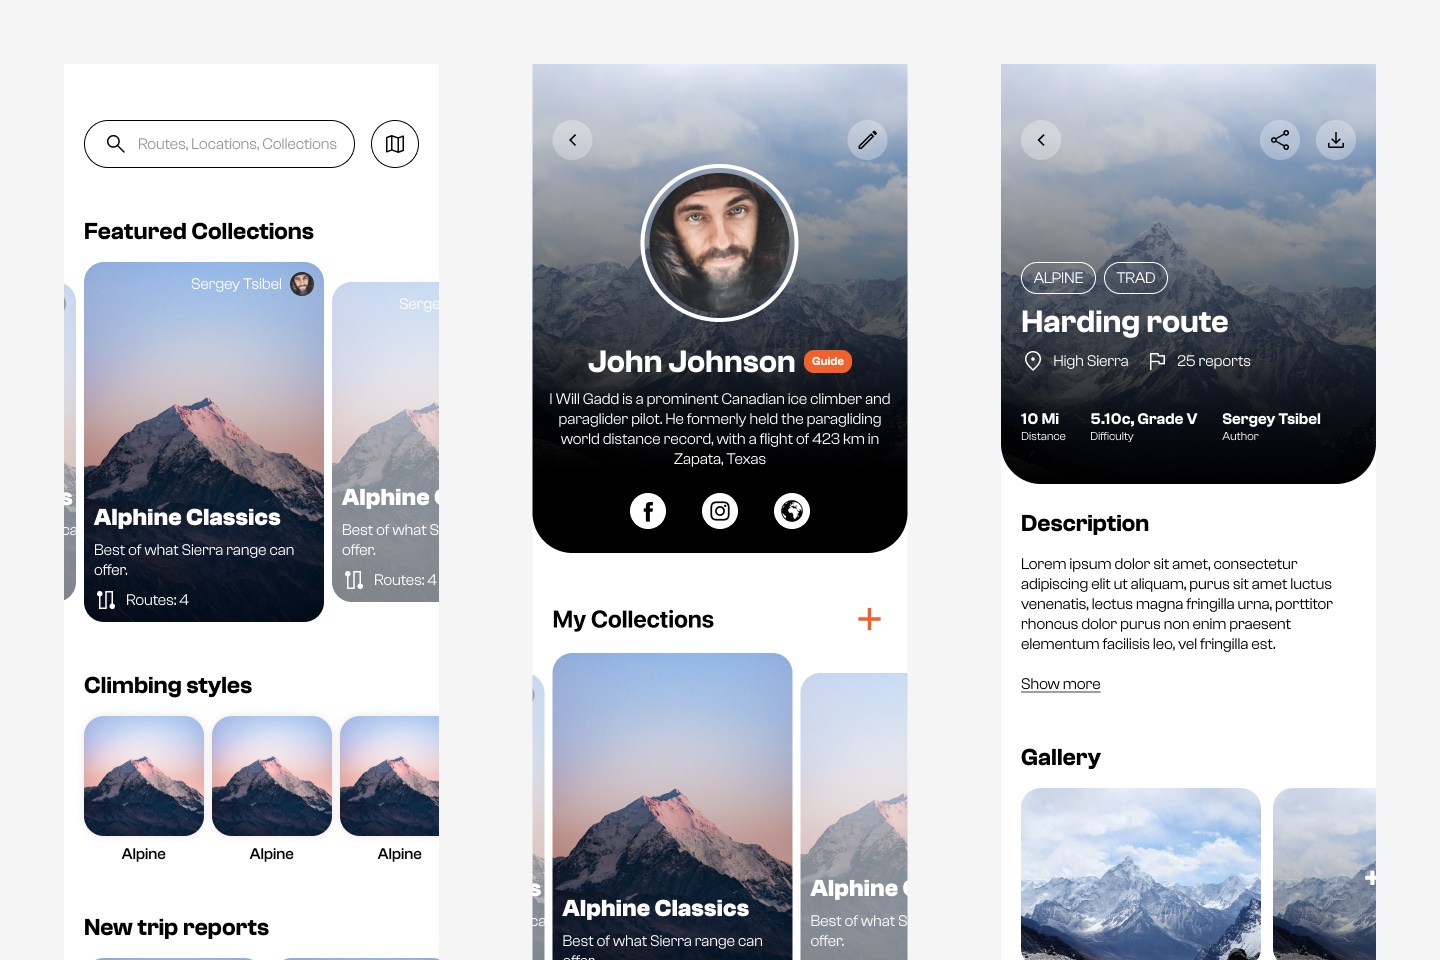 Routes, Locations, Collections
Featured Collections
Sergey Tsibel
Serge
s
Alphine Classics
Alphine C
ca
Best of what Sierra range can
offer.
Best of what S
offer.
Routes: 4
Routes: 4
Climbing styles
Alpine
Alpine
Alpine
New trip reports
John Johnson
Guide
I Will Gadd is a prominent Canadian ice climber and
paraglider pilot. He formerly held the paragliding
world distance record, with a flight of 423 km in
Zapata, Texas
My Collections
s
Alphine Classics
Alphine C
ca
Best of what Sierra range can
offer.
Best of what S
offer.
ALPINE
TRAD
Harding route
High Sierra
25 reports
10 Mi
Distance
5.10c, Grade V
Difficulty
Sergey Tsibel
Author
Description
Lorem ipsum dolor sit amet, consectetur
adipiscing elit ut aliquam, purus sit amet luctus
venenatis, lectus magna fringilla urna, porttitor
rhoncus dolor purus non enim praesent
elementum facilisis leo, vel fringilla est.
Show more
Gallery
+